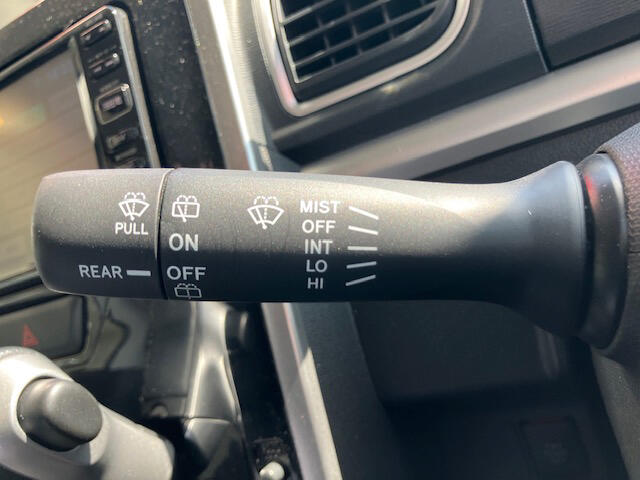 PULL
REAR
ON
OFF
MIST
OFF
INT
LO
HI